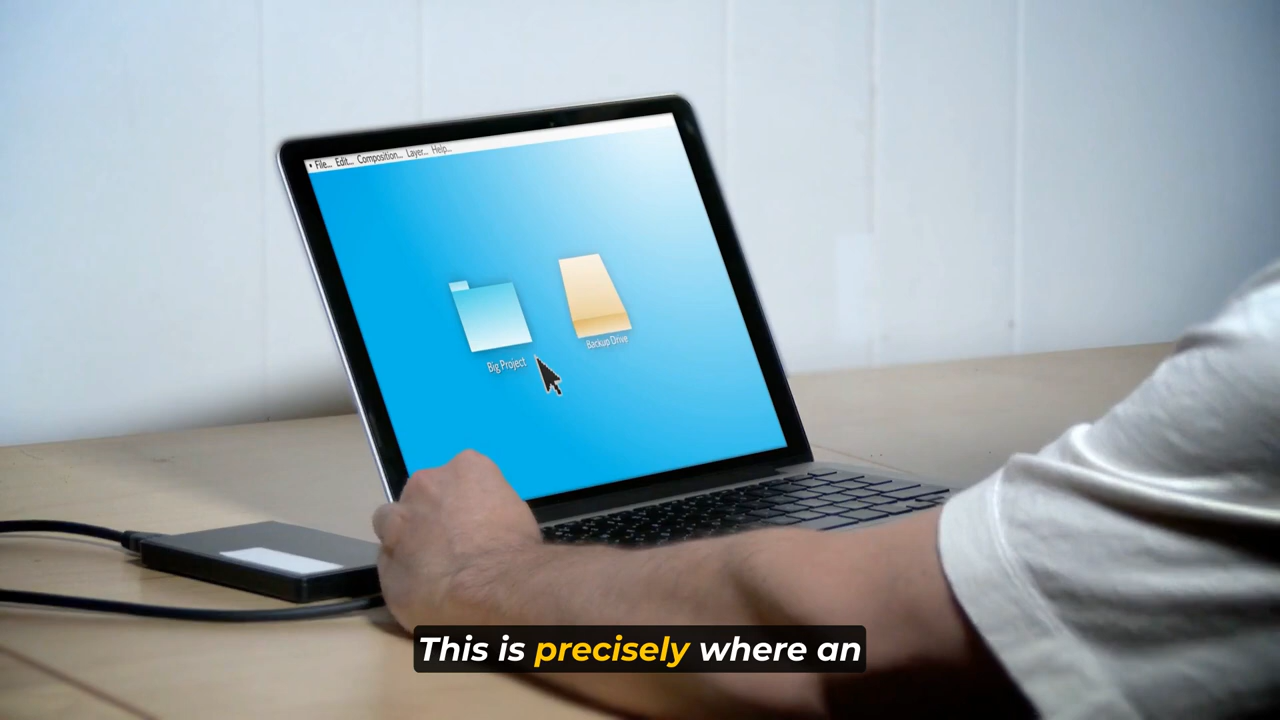 • File... Edit... Composition... Layer... Help...
Big Project
Backup Drive
This is precisely where an